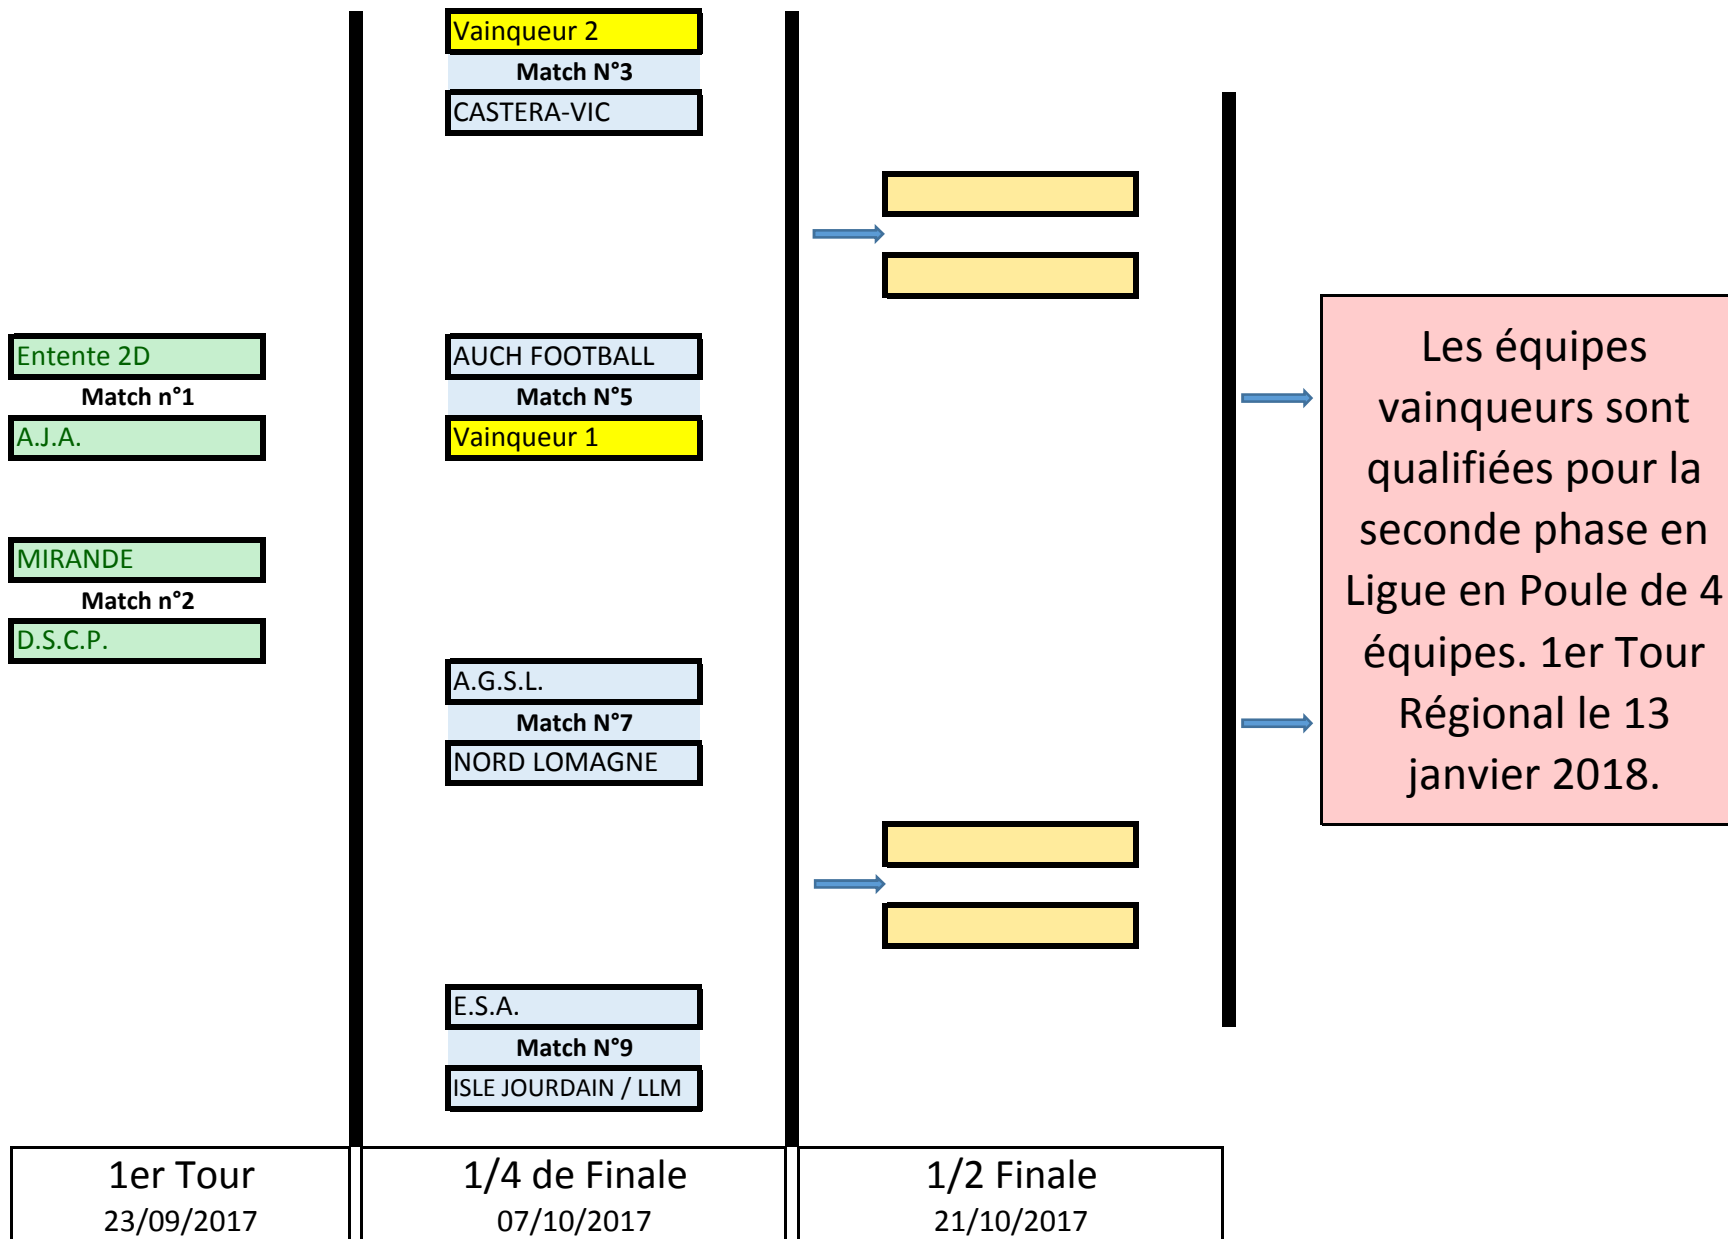 Entente 2D
Match n°1
A.J.A.
MIRANDE
Match n°2
D.S.C.P.
Vainqueur 2
Match N°3
CASTERA-VIC
AUCH FOOTBALL
Match N°5
Vainqueur 1
A.G.S.L.
Match N°7
NORD LOMAGNE
E.S.A.
Match N°9
ISLE JOURDAIN / LLM
Les équipes
vainqueurs sont
qualifiées pour la
seconde phase en
Ligue en Poule de 4
équipes. 1er Tour
Régional le 13
janvier 2018.
1er Tour
23/09/2017
1/4 de Finale
07/10/2017
1/2 Finale
21/10/2017